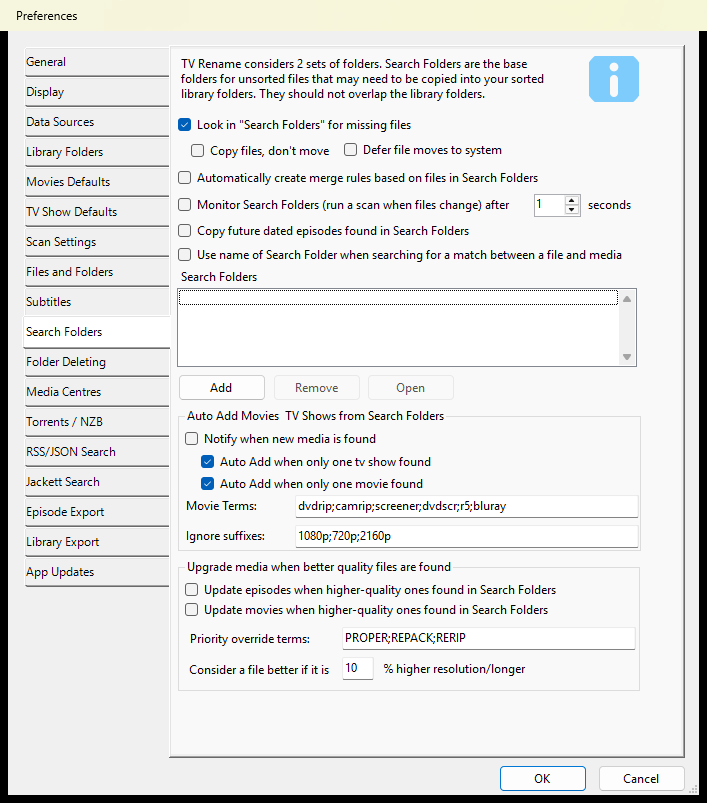 Preferences
General
Display
Data Sources
Library Folders
Movies Defaults
TV Show Defaults
Scan Settings
Files and Folders
Subtitles
Search Folders
Folder Deleting
Media Centres
Torrents / NZB
RSS/JSON Search
Jackett Search
Episode Export
Library Export
App Updates
TV Rename considers 2 sets of folders. Search Folders are the base
folders for unsorted files that may need to be copied into your sorted
library folders. They should not overlap the library folders.
Look in "Search Folders" for missing files
Copy files, don't move
Defer file moves to system
Automatically create merge rules based on files in Search Folders
Monitor Search Folders (run a scan when files change) after 1 seconds
Copy future dated episodes found in Search Folders
Use name of Search Folder when searching for a match between a file and media
Search Folders
Add
Remove
Open
Auto Add Movies  TV Shows from Search Folders
Notify when new media is found
Auto Add when only one tv show found
Auto Add when only one movie found
Movie Terms: dvdrip;camrip;screener;dvdscr;r5;bluray
Ignore suffixes: 1080p;720p;2160p
Upgrade media when better quality files are found
Update episodes when higher-quality ones found in Search Folders
Update movies when higher-quality ones found in Search Folders
Priority override terms: PROPER;REPACK;RERIP
Consider a file better if it is 10 % higher resolution/longer
OK
Cancel